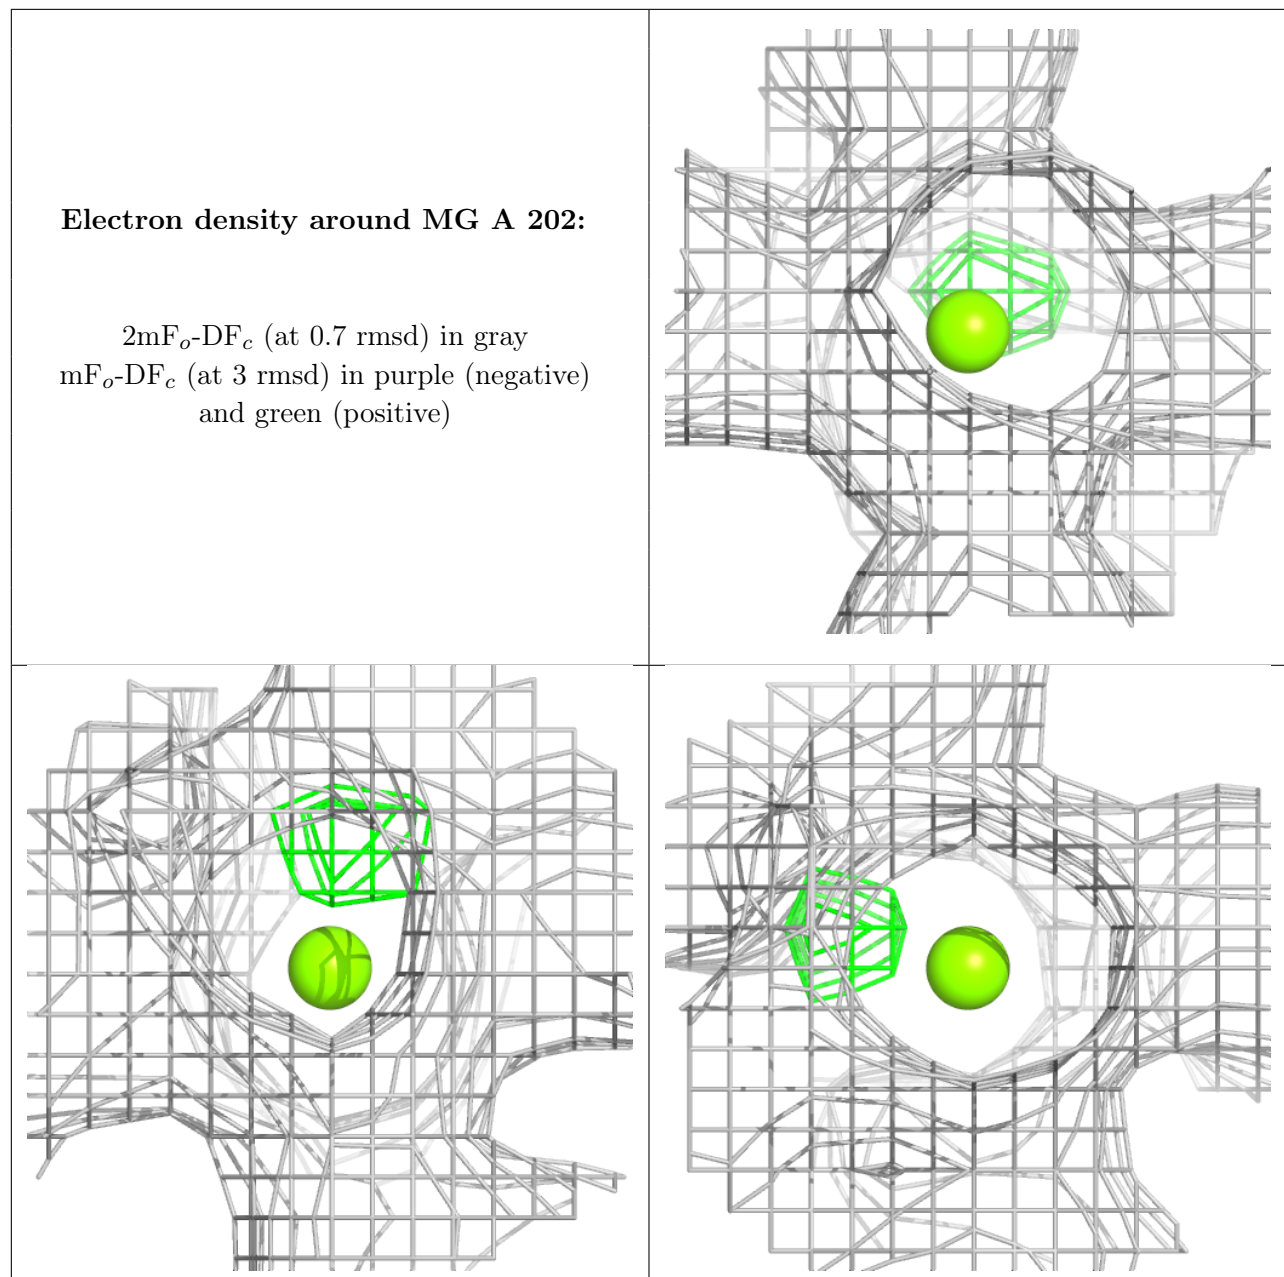 Electron density around MG A 202:
2mFₒ-DF𝒸 (at 0.7 rmsd) in gray
mFₒ-DF𝒸 (at 3 rmsd) in purple (negative)
and green (positive)